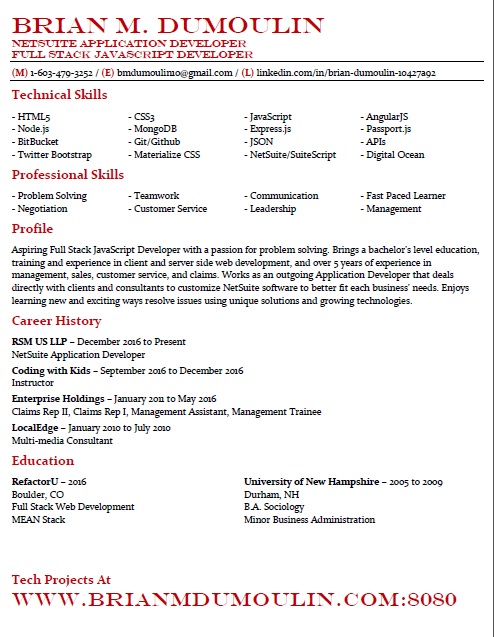 BRIAN M. DUMOULIN
NETSUITE APPLICATION DEVELOPER
FULL STACK JAVASCRIPT DEVELOPER
(M) 1-603-479-3252 / (E) bmdumoulin10@gmail.com / (L) linkedin.com/in/brian-dumoulin-10427a92
Technical Skills
- HTML5 - CSS3 - JavaScript - AngularJS
- Node.js - MongoDB - Express.js - Passport.js
- BitBucket - Git/Github - JSON - APIs
- Twitter Bootstrap - Materialize CSS - NetSuite/SuiteScript - Digital Ocean
Professional Skills
- Problem Solving - Teamwork - Communication - Fast Paced Learner
- Negotiation - Customer Service - Leadership - Management
Profile
Aspiring Full Stack JavaScript Developer with a passion for problem solving. Brings a bachelor's level education,
training and experience in client and server side web development, and over 5 years of experience in
management, sales, customer service, and claims. Works as an outgoing Application Developer that deals
directly with clients and consultants to customize NetSuite software to better fit each business' needs. Enjoys
learning new and exciting ways resolve issues using unique solutions and growing technologies.
Career History
RSM US LLP – December 2016 to Present
NetSuite Application Developer
Coding with Kids – September 2016 to December 2016
Instructor
Enterprise Holdings – January 2011 to May 2016
Claims Rep II, Claims Rep I, Management Assistant, Management Trainee
LocalEdge – January 2010 to July 2010
Multi-media Consultant
Education
RefactorU – 2016 University of New Hampshire – 2005 to 2009
Boulder, CO Durham, NH
Full Stack Web Development B.A. Sociology
MEAN Stack Minor Business Administration
Tech Projects At
WWW.BRIANMDUMOULIN.COM:8080